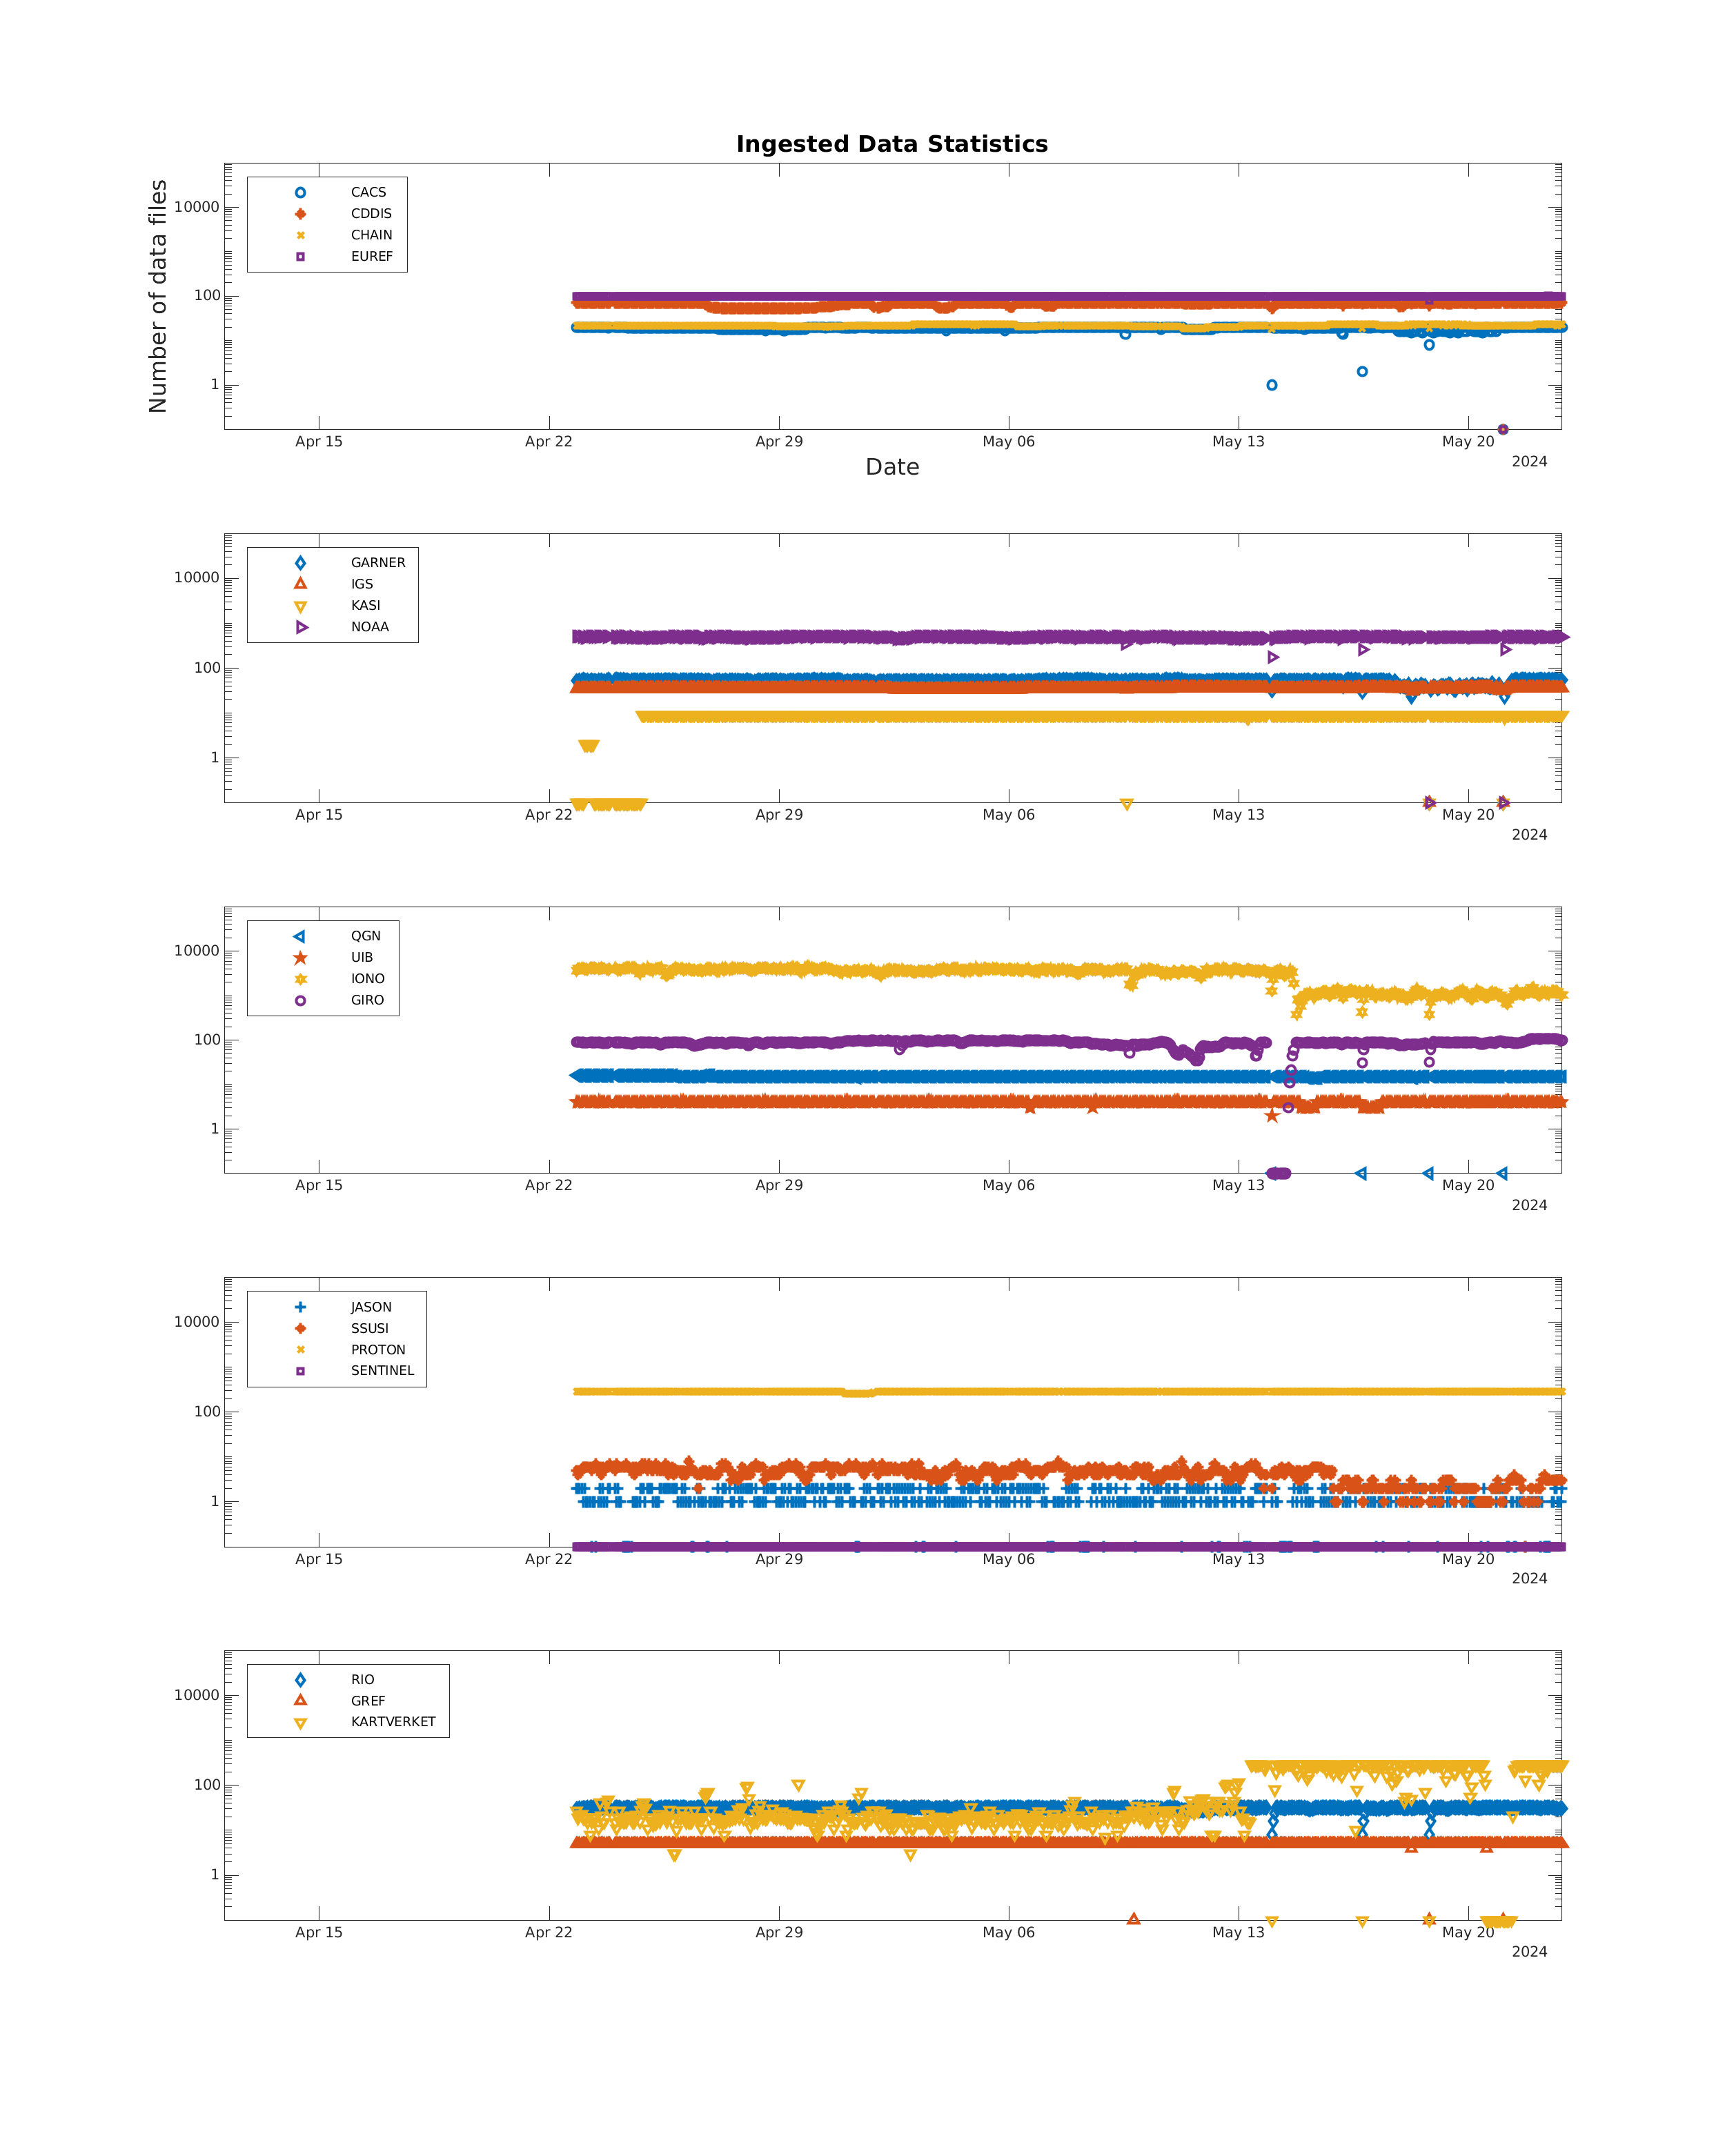 Ingested Data Statistics
Number of data files
10000
100
1
CACS
CDDIS
CHAIN
EUREF
Apr 15 Apr 22 Apr 29 May 06 May 13 May 20
2024
Date
10000
100
1
GARNER
IGS
KASI
NOAA
Apr 15 Apr 22 Apr 29 May 06 May 13 May 20
2024
10000
100
1
QGN
UIB
IONO
GIRO
Apr 15 Apr 22 Apr 29 May 06 May 13 May 20
2024
10000
100
1
JASON
SSUSI
PROTON
SENTINEL
Apr 15 Apr 22 Apr 29 May 06 May 13 May 20
2024
10000
100
1
RIO
GREF
KARTVERKET
Apr 15 Apr 22 Apr 29 May 06 May 13 May 20
2024